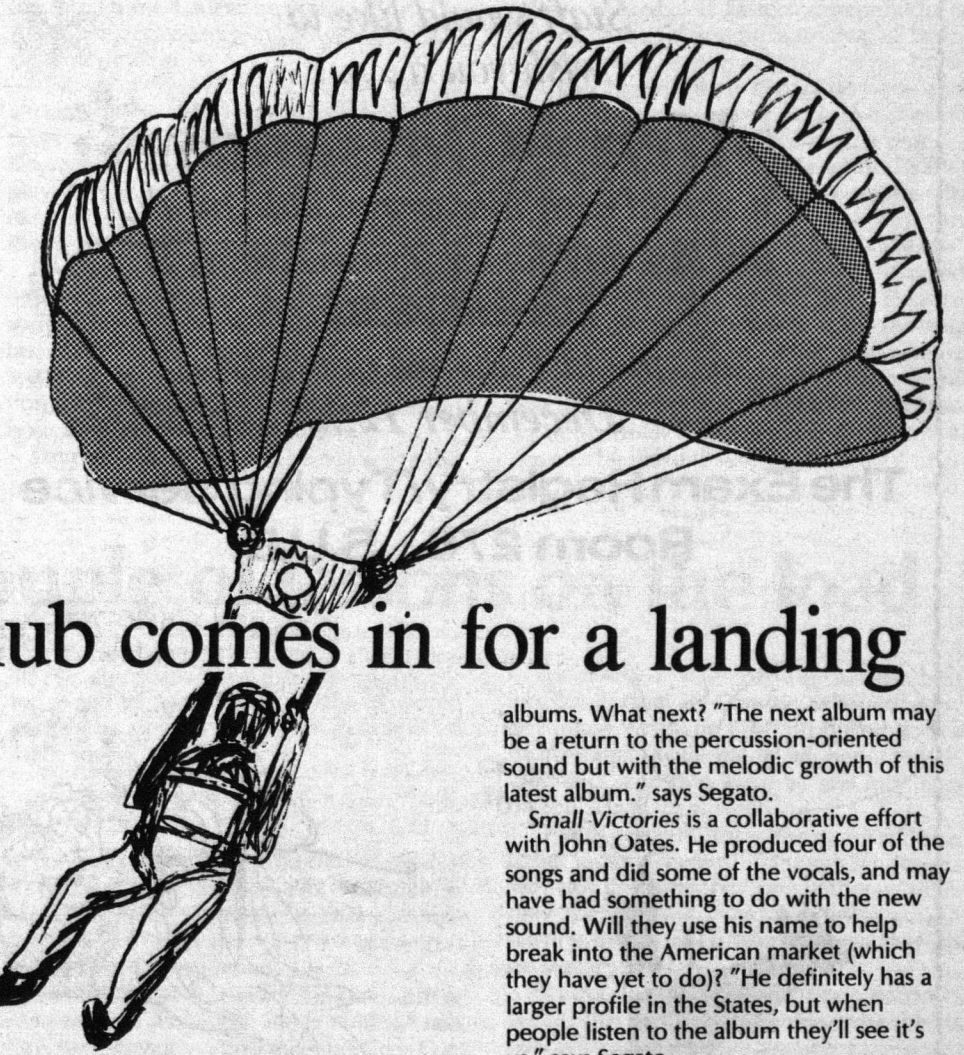 lub comes in for a landing
albums. What next? "The next album may
be a return to the percussion-oriented
sound but with the melodic growth of this
latest album." says Segato.
Small Victories is a collaborative effort
with John Oates. He produced four of the
songs and did some of the vocals, and may
have had something to do with the new
sound. Will they use his name to help
break into the American market (which
they have yet to do)? "He definitely has a
larger profile in the States, but when
people listen to the album they'll see it's
says Segato